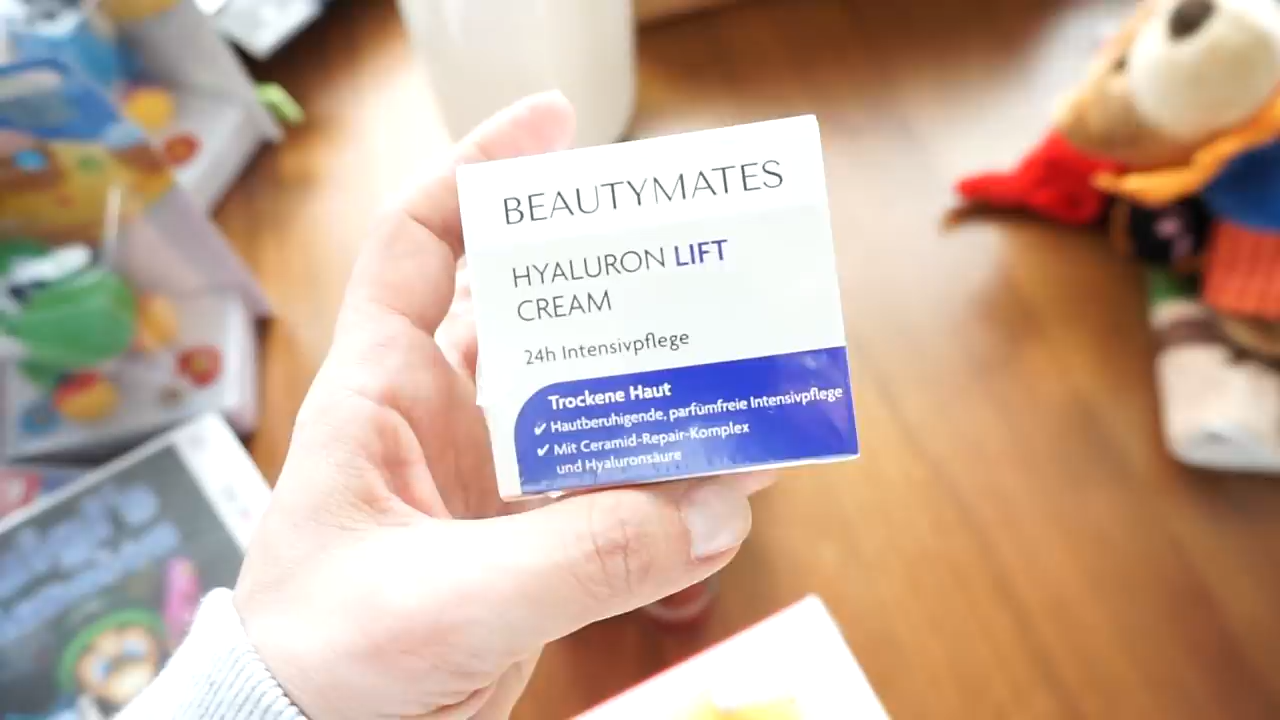 BEAUTYMATES
HYALURON LIFT
CREAM
24h Intensivpflege
Trockene Haut
✔ Hautberuhigende, parfümfreie Intensivpflege
✔ Mit Ceramid-Repair-Komplex
und Hyaluronsäure